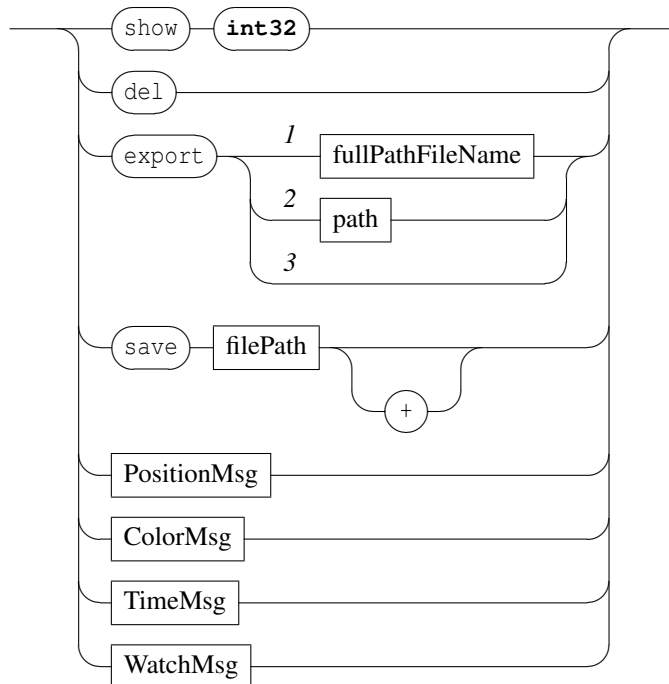 show int32
del
export 1 fullPathFileName
2 path
3
save filePath
+
PositionMsg
ColorMsg
TimeMsg
WatchMsg